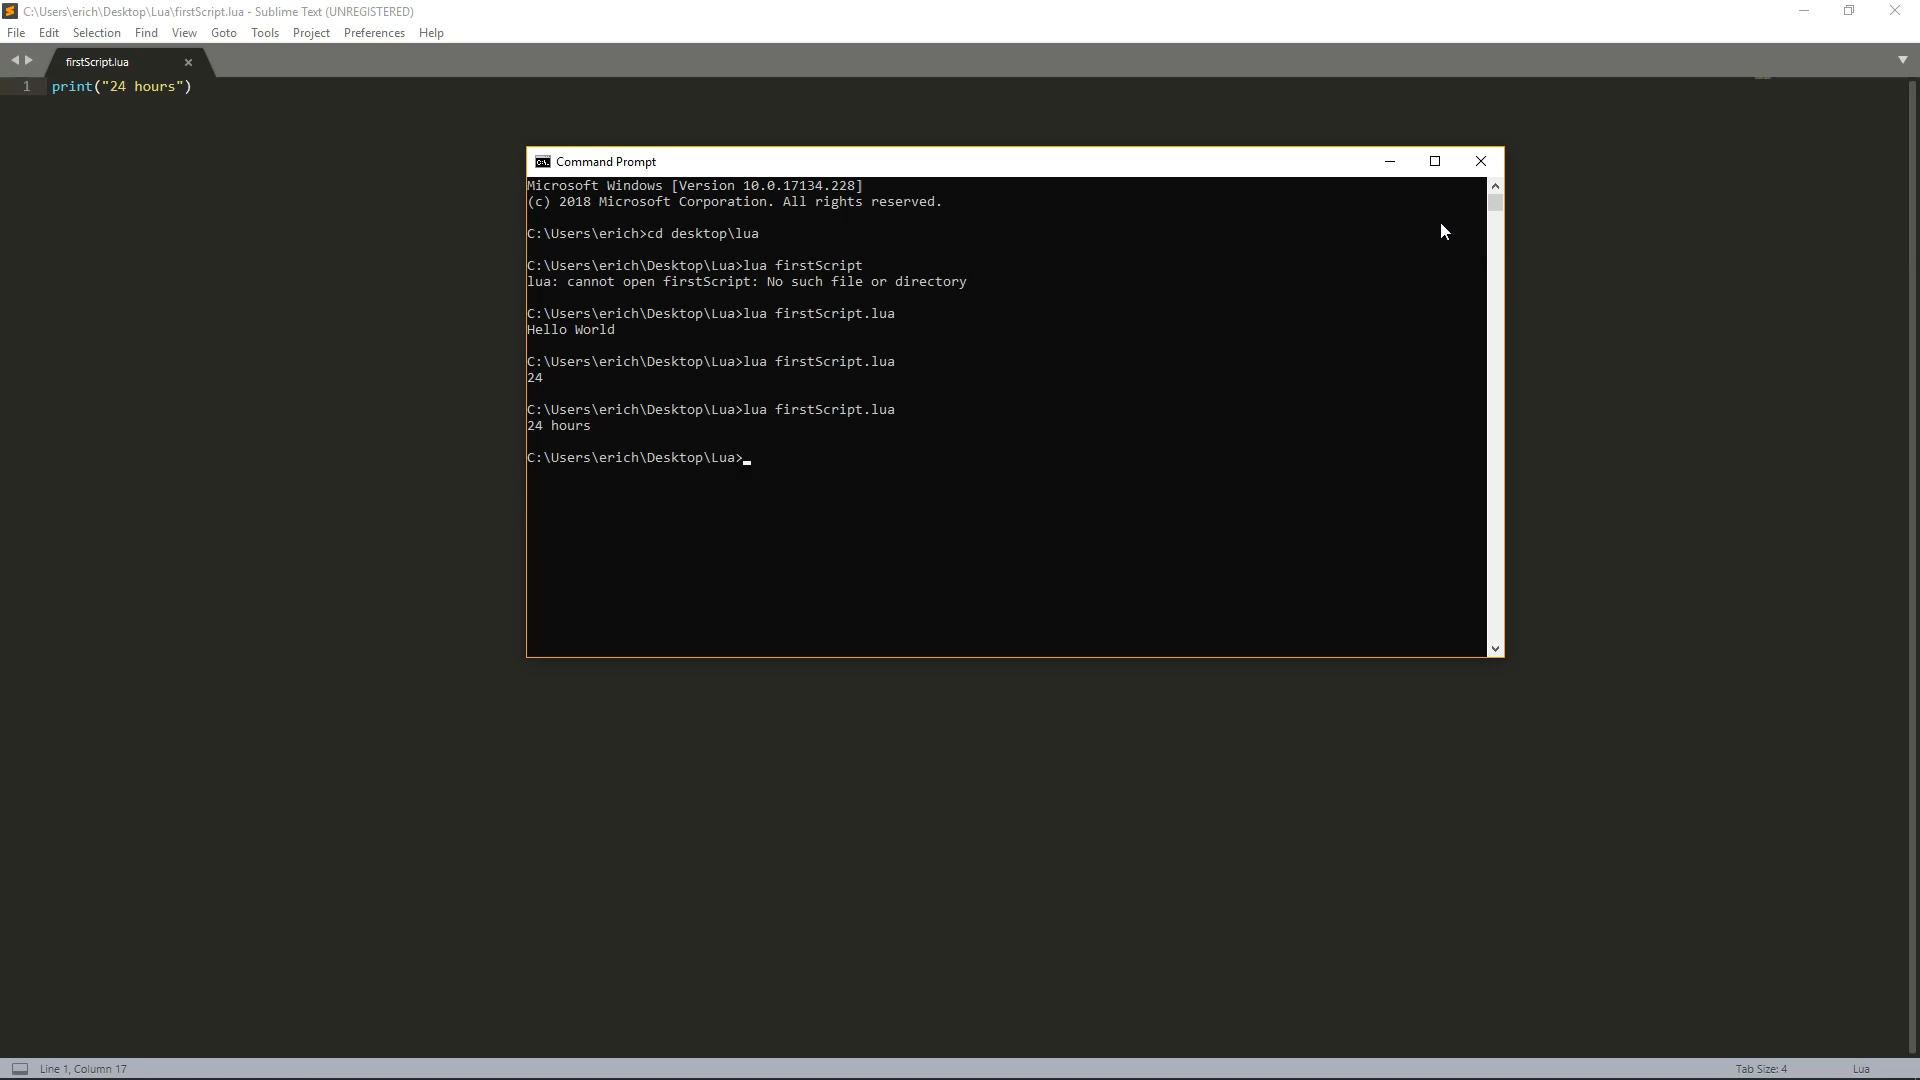 C:\Users\erich\Desktop\Lua\firstScript.lua - Sublime Text (UNREGISTERED)
File Edit Selection Find View Goto Tools Project Preferences Help
firstScript.lua
1 print("24 hours")
Command Prompt
Microsoft Windows [Version 10.0.17134.228]
(c) 2018 Microsoft Corporation. All rights reserved.
C:\Users\erich>cd desktop\lua
C:\Users\erich\Desktop\Lua>lua firstScript
lua: cannot open firstScript: No such file or directory
C:\Users\erich\Desktop\Lua>lua firstScript.lua
Hello World
C:\Users\erich\Desktop\Lua>lua firstScript.lua
24
C:\Users\erich\Desktop\Lua>lua firstScript.lua
24 hours
C:\Users\erich\Desktop\Lua>
Line 1, Column 17
Tab Size: 4
Lua